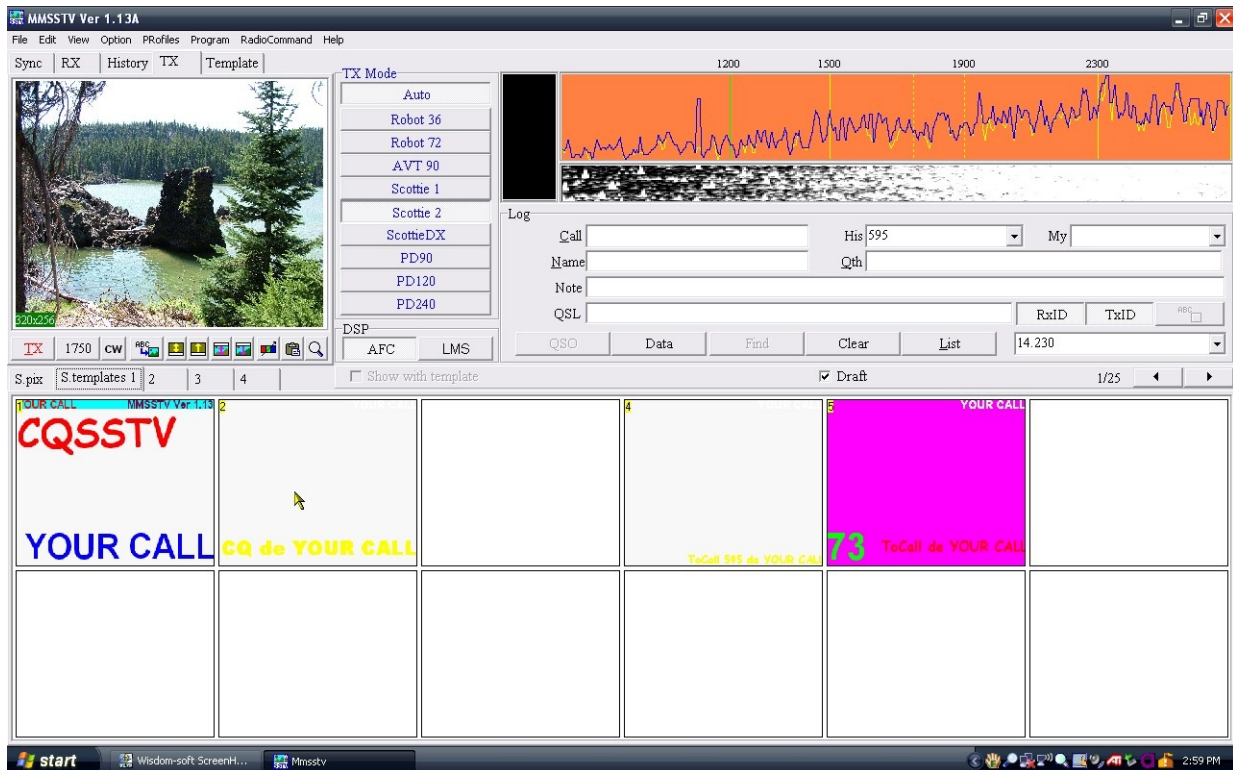 MMSSTV Ver 1.13A
File Edit View Option PRofiles Program RadioCommand Help
Sync RX History TX Template
TX Mode
Auto
Robot 36
Robot 72
AVT 90
Scottie 1
Scottie 2
ScottieDX
PD90
PD120
PD240
DSP
AFC LMS
1200 1500 1900 2300
320x256
TX 1750 CW ABC
Log
Call His 595 My
Name Qth
Note
QSL RxID TxID ABC
QSO Data Find Clear List 14.230
S.pix S.templates 1 2 3 4
Show with template Draft 1/25
1 OUR CALL MMSSTV Ver 1.13
CQSSTV
YOUR CALL
2 YOUR CALL
CQ de YOUR CALL
4
ToCall 595 de YOUR CALL
5 YOUR CALL
73 ToCall de YOUR CALL
start Wisdom-soft ScreenH... Mmsstv 2:59 PM